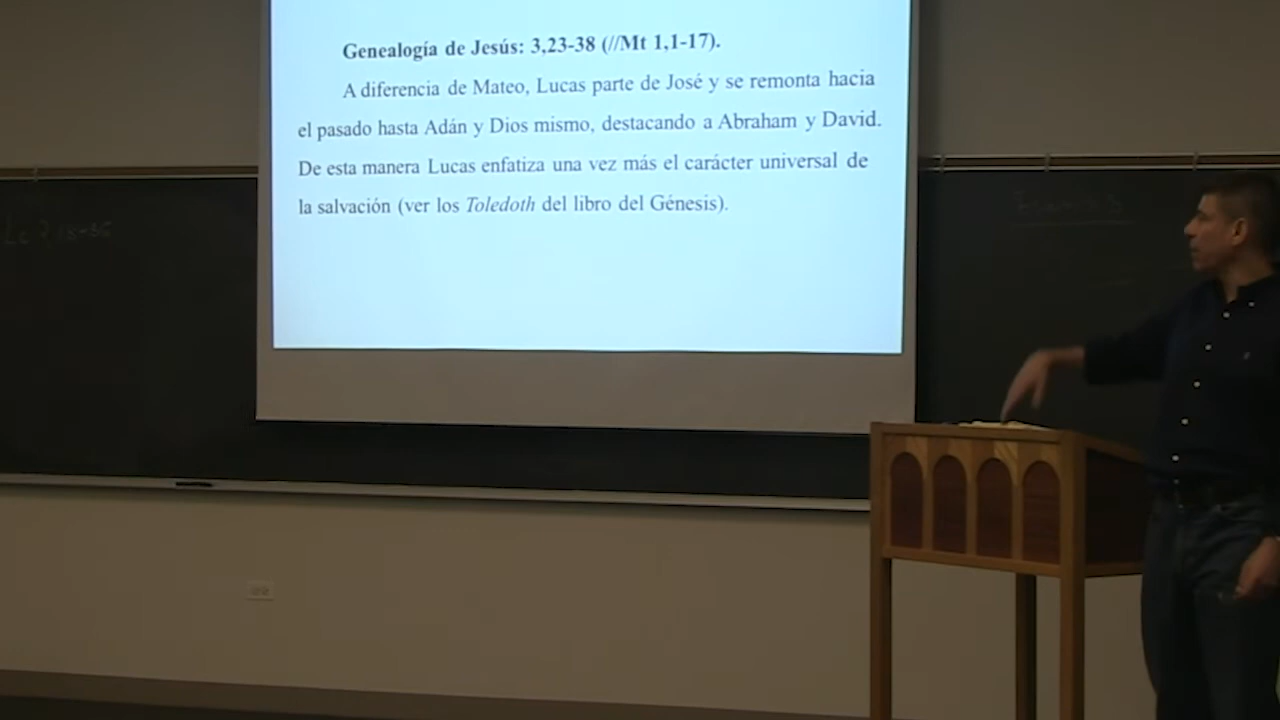 Genealogía de Jesús: 3,23-38 (//Mt 1,1-17).
A diferencia de Mateo, Lucas parte de José y se remonta hacia
el pasado hasta Adán y Dios mismo, destacando a Abraham y David.
De esta manera Lucas enfatiza una vez más el carácter universal de
la salvación (ver los Toledoth del libro del Génesis).